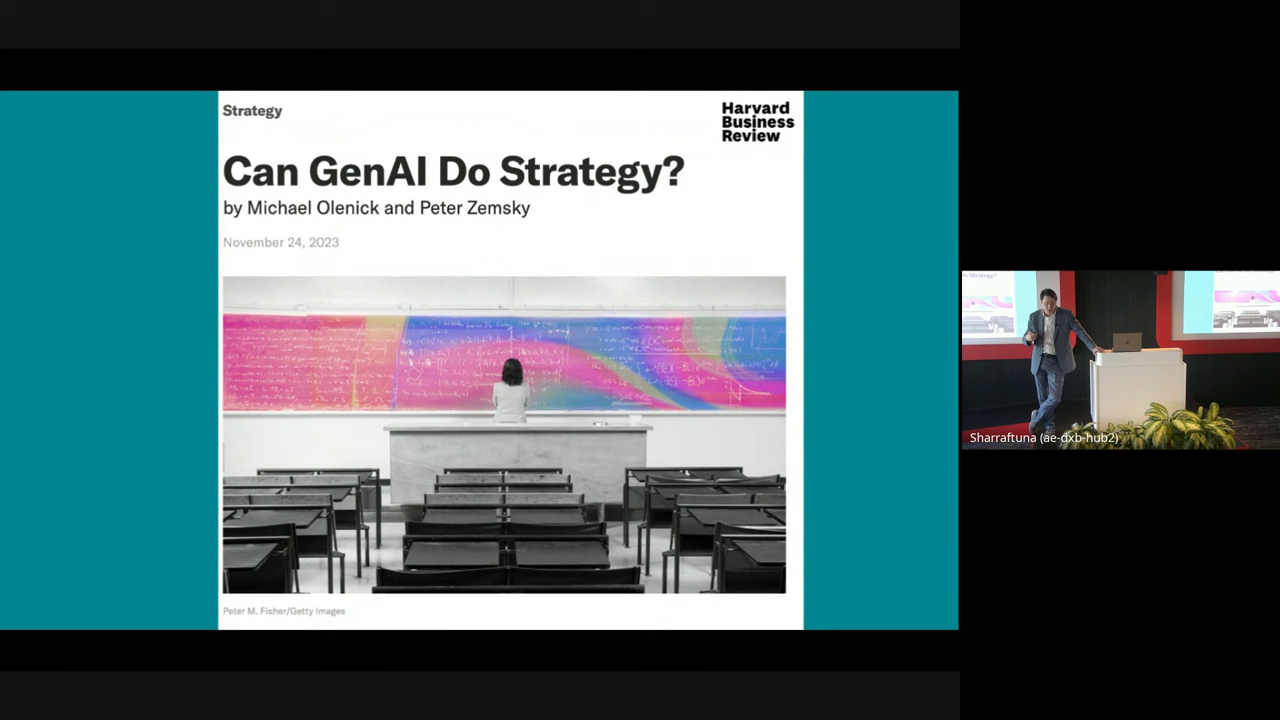 Strategy
Harvard
Business
Review
Can GenAI Do Strategy?
by Michael Olenick and Peter Zemsky
November 24, 2023
Peter M. Fisher/Getty Images
Sharraftuna (ae-dxb-hub2)